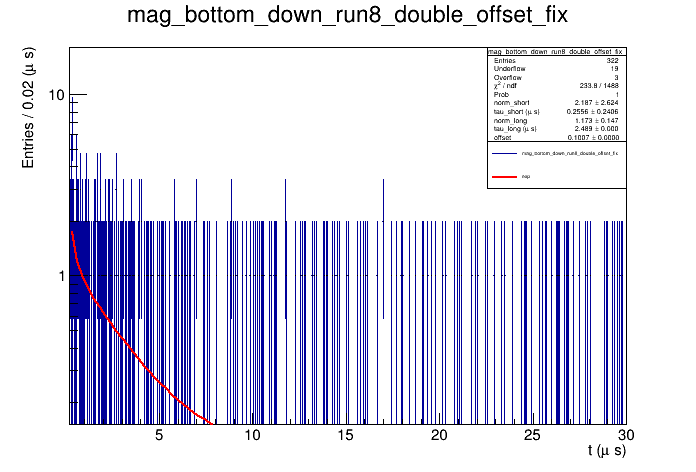 mag_bottom_down_run8_double_offset_fix
Entries / 0.02 (μ s)
10
1
mag_bottom_down_run8_double_offset_fix
Entries 322
Underflow 19
Overflow 3
χ² / ndf 233.8 / 1488
Prob 1
norm_short 2.187 ± 2.624
tau_short (μ s) 0.2556 ± 0.2406
norm_long 1.173 ± 0.147
tau_long (μ s) 2.489 ± 0.000
offset 0.1007 ± 0.0000
mag_bottom_down_run8_double_offset_fix
5 10 15 20 25 30
t (μ s)